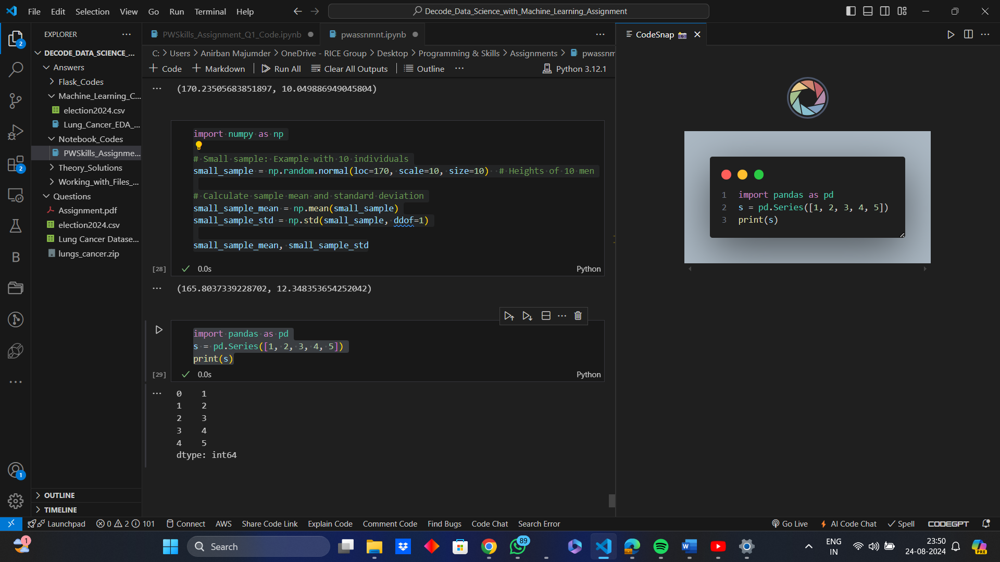 File Edit Selection View Go Run Terminal Help
Decode_Data_Science_with_Machine_Learning_Assignment
2
EXPLORER
DECODE_DATA_SCIENCE_...
Answers
Flask_Codes
Machine_Learning_C...
election2024.csv
Lung_Cancer_EDA_...
Notebook_Codes
PWSkills_Assignme...
Theory_Solutions
Working_with_Files_...
Questions
Assignment.pdf
election2024.csv
Lung Cancer Datase...
lungs_cancer.zip
2
B
1
OUTLINE
TIMELINE
PWSkills_Assignment_Q1_Code.ipynb
pwassnmnt.ipynb
C: > Users > Anirban Majumder > OneDrive - RICE Group > Desktop > Programming & Skills > Assignments > pwassnm
+ Code + Markdown Run All Clear All Outputs Outline ... Python 3.12.1
(170.23505683851897, 10.049886949045804)
import numpy as np
# Small sample: Example with 10 individuals
small_sample = np.random.normal(loc=170, scale=10, size=10) # Heights of 10 men
# Calculate sample mean and standard deviation
small_sample_mean = np.mean(small_sample)
small_sample_std = np.std(small_sample, ddof=1)
small_sample_mean, small_sample_std
[28] 0.0s Python
(165.8037339228702, 12.348353654252042)
import pandas as pd
s = pd.Series([1, 2, 3, 4, 5])
print(s)
[29] 0.0s Python
0 1
1 2
2 3
3 4
4 5
dtype: int64
CodeSnap
1 import pandas as pd
2 s = pd.Series([1, 2, 3, 4, 5])
3 print(s)
Launchpad 0 2 101 Connect AWS Share Code Link Explain Code Comment Code Find Bugs Code Chat Search Error Go Live AI Code Chat Spell CODEGPT
1
Search
89
W
ENG
IN
23:50
24-08-2024
PRE